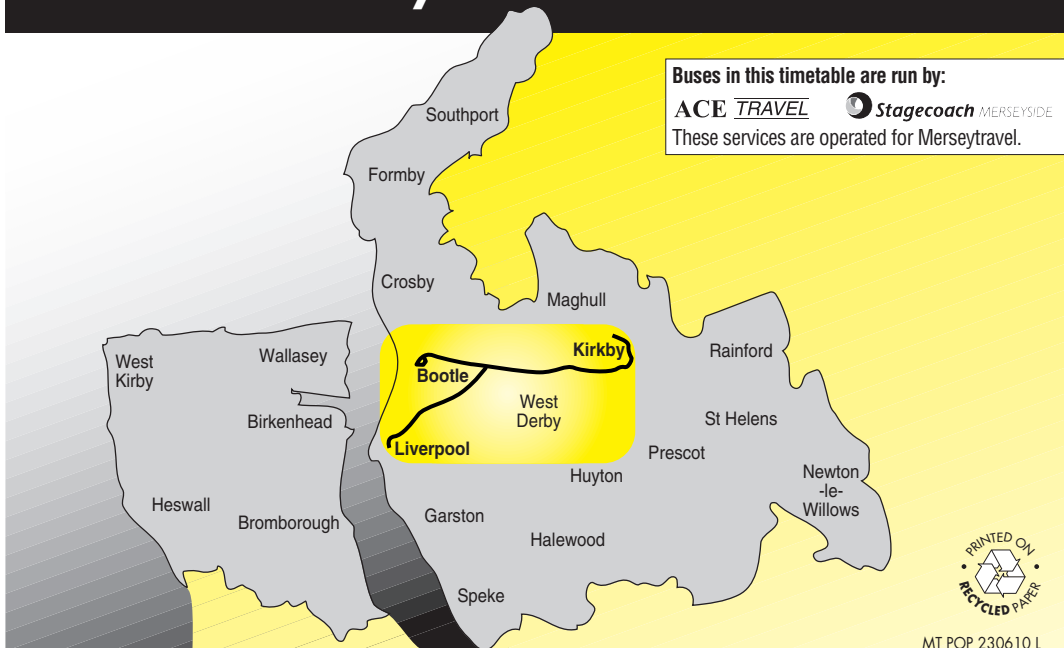 Buses in this timetable are run by:
ACE TRAVEL Stagecoach MERSEYSIDE
These services are operated for Merseytravel.
Southport
Formby
Crosby
Maghull
West
Kirby
Wallasey
Kirkby
Rainford
Bootle
West
Derby
Birkenhead
St Helens
Liverpool
Prescot
Huyton
Newton
-le-
Willows
Heswall
Bromborough
Garston
Halewood
Speke
PRINTED ON
RECYCLED PAPER
MT POP 230610 L